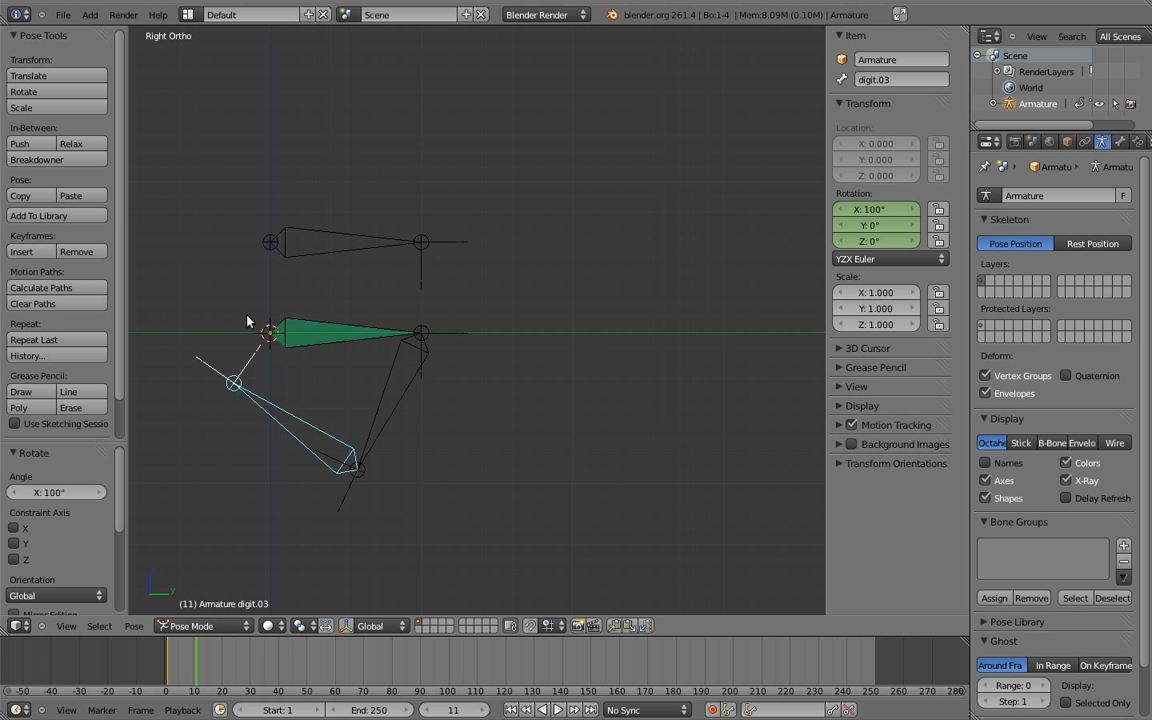 File Add Render Help Default Scene Blender Render blender.org 261.4 | Bo:1-4 | Mem:8.09M (0.10M) | Armature
Pose Tools
Transform:
Translate
Rotate
Scale
In-Between:
Push Relax
Breakdowner
Pose:
Copy Paste
Add To Library
Keyframes:
Insert Remove
Motion Paths:
Calculate Paths
Clear Paths
Repeat:
Repeat Last
History...
Grease Pencil:
Draw Line
Poly Erase
Use Sketching Sessio
Rotate
Angle
X: 100°
Constraint Axis
X
Y
Z
Orientation
Global
Right Ortho
y
(11) Armature digit.03
View Select Pose Pose Mode Global
Item
Armature
digit.03
Transform
Location:
X: 0.000
Y: 0.000
Z: 0.000
Rotation:
X: 100°
Y: 0°
Z: 0°
YZX Euler
Scale:
X: 1.000
Y: 1.000
Z: 1.000
3D Cursor
Grease Pencil
View
Display
Motion Tracking
Background Images
Transform Orientations
View Search All Scenes
Scene
RenderLayers
World
Armature
Armatu Armatu
Armature F
Skeleton
Pose Position Rest Position
Layers:
Protected Layers:
Deform:
Vertex Groups Quaternion
Envelopes
Display
Octahe Stick B-Bone Envelo Wire
Names Colors
Axes X-Ray
Shapes Delay Refresh
Bone Groups
Assign Remove Select Deselect
Pose Library
Ghost
Around Fra In Range On Keyframe
Range: 0 Display:
Step: 1 Selected Only
-50 -40 -30 -20 -10 0 10 20 30 40 50 60 70 80 90 100 110 120 130 140 150 160 170 180 190 200 210 220 230 240 250 260 270 280
View Marker Frame Playback Start: 1 End: 250 11 No Sync